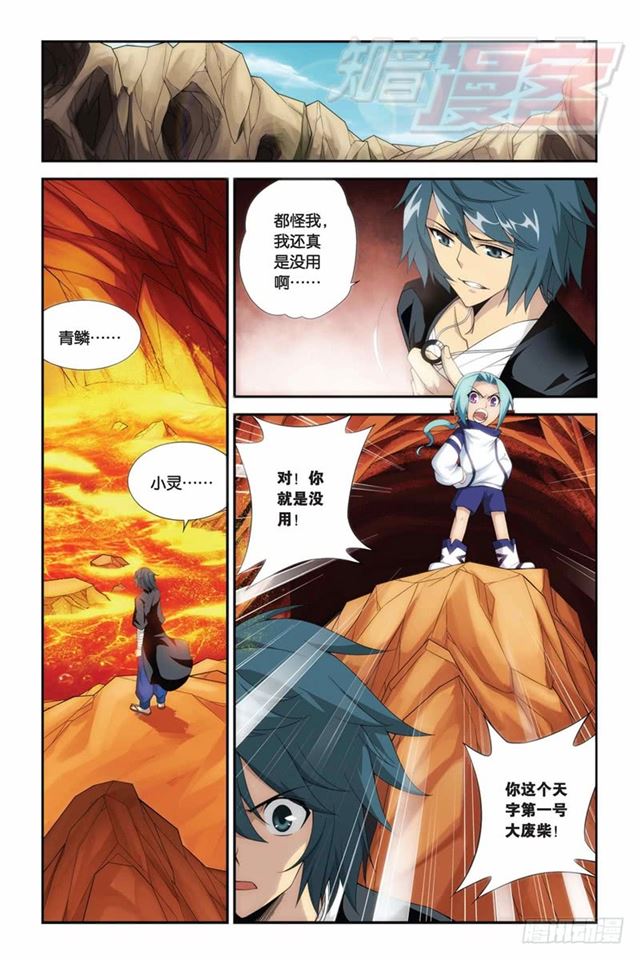 知音漫客
青鳞……
小灵……
都怪我，
我还真
是没用
啊……
对！你
就是没
用！
你这个天
字第一号
大废柴！
腾讯动漫